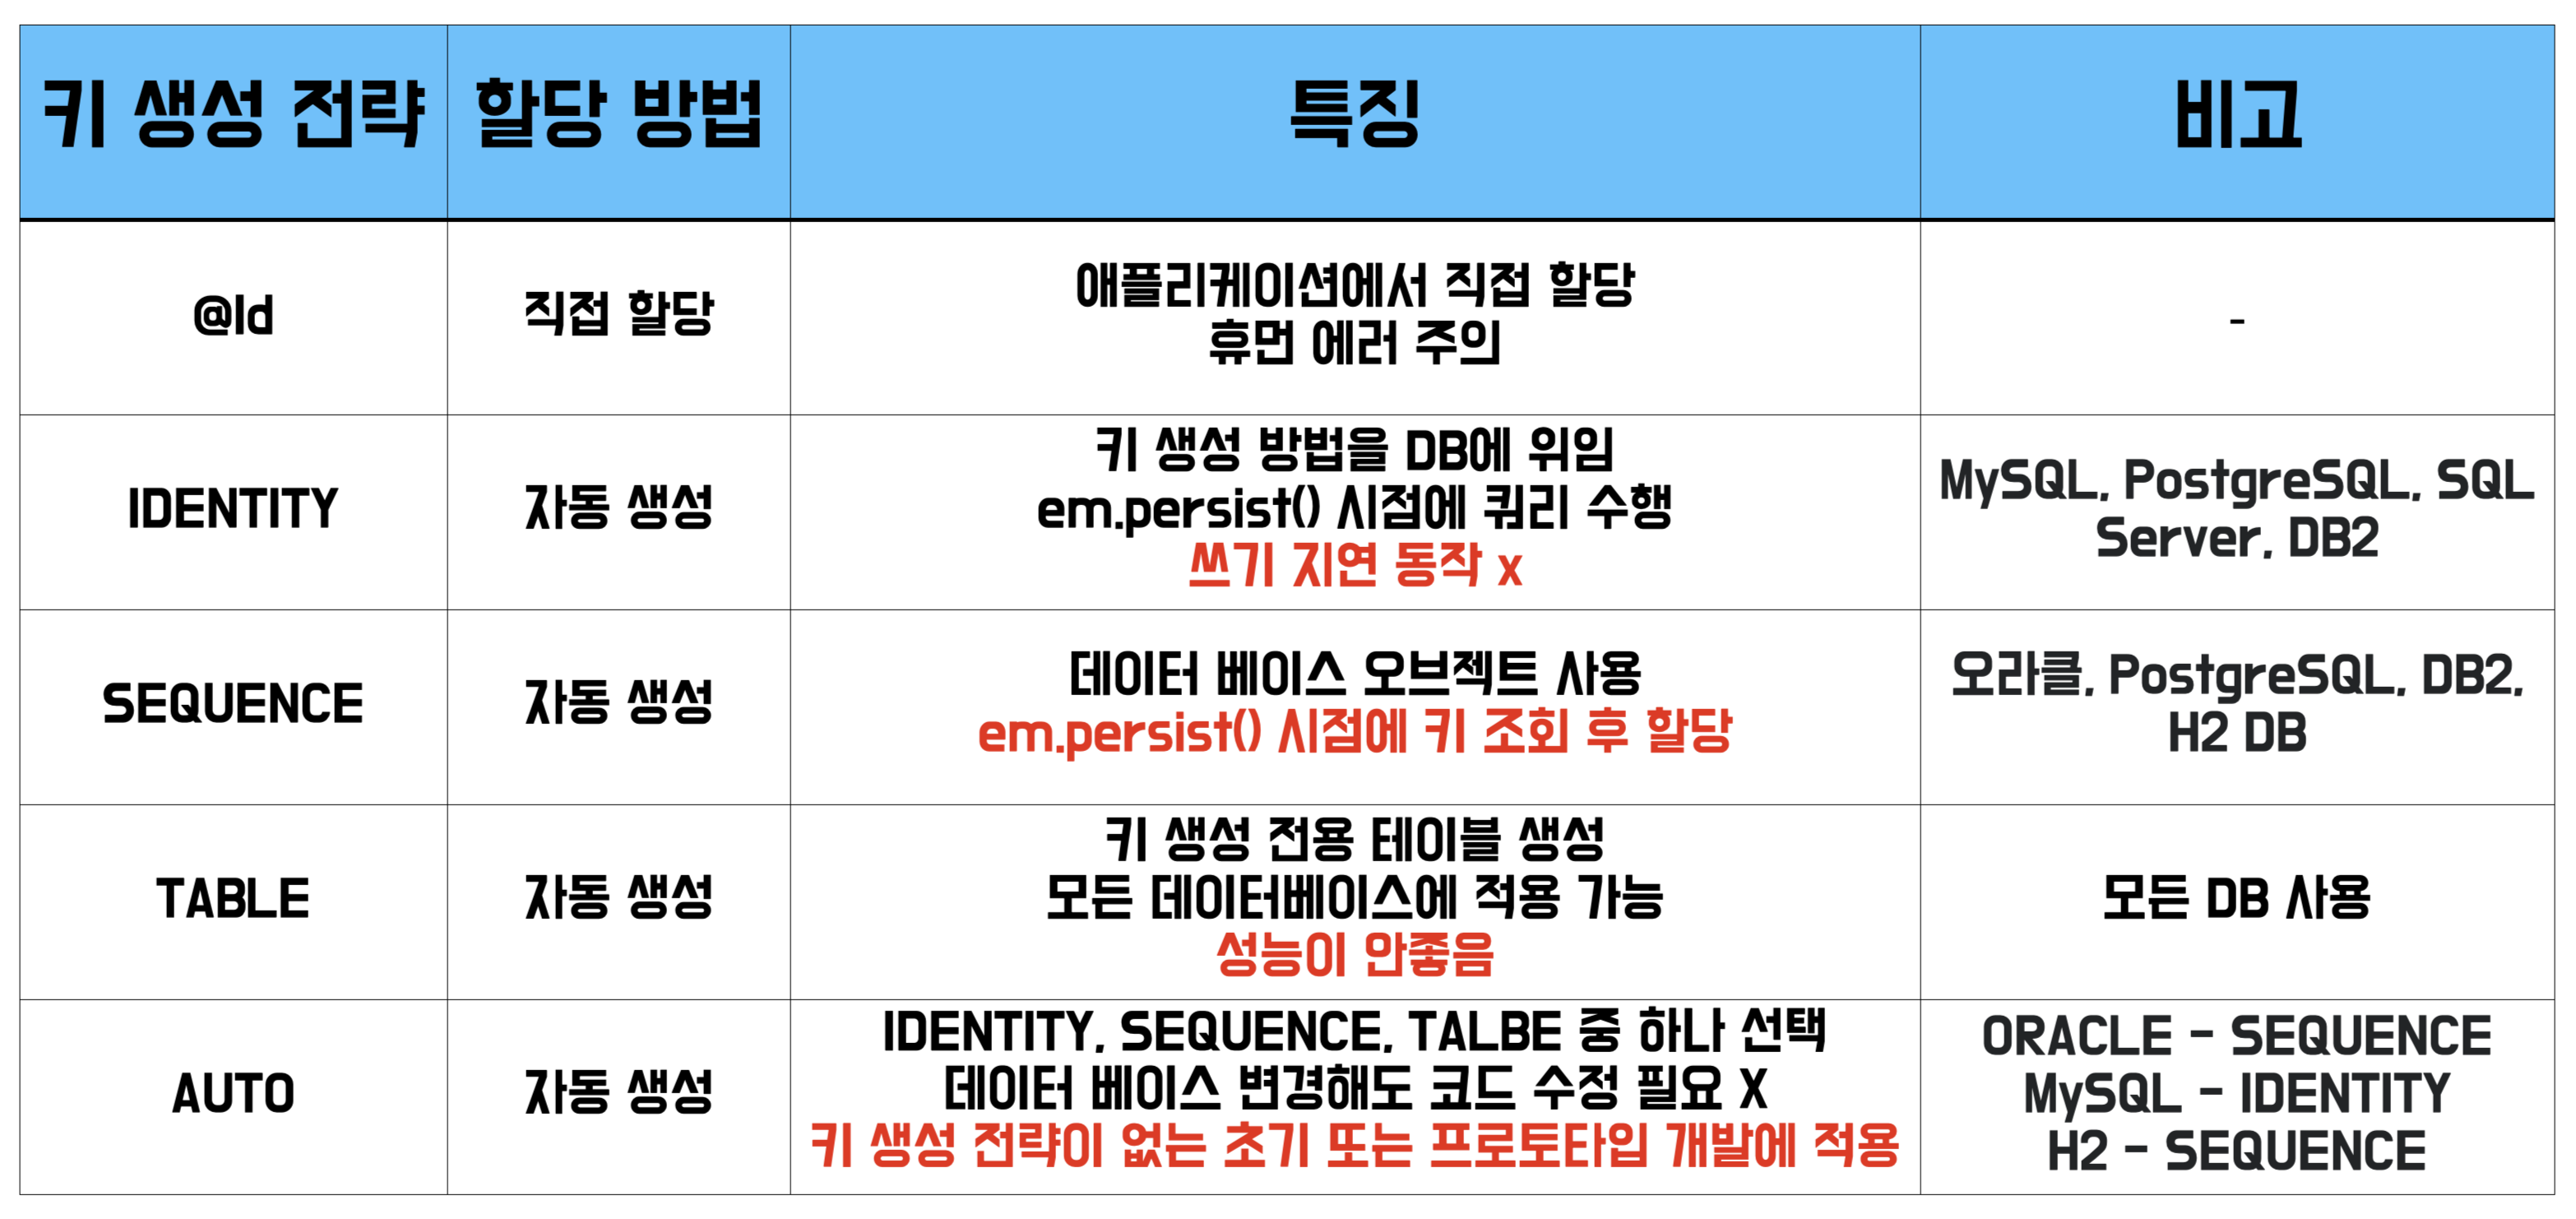 키 생성 전략 할당 방법 특징 비고
@Id 직접 할당 애플리케이션에서 직접 할당
휴먼 에러 주의 -
IDENTITY 자동 생성 키 생성 방법을 DB에 위임
em.persist() 시점에 쿼리 수행
쓰기 지연 동작 x
MySQL, PostgreSQL, SQL
Server, DB2
SEQUENCE 자동 생성 데이터 베이스 오브젝트 사용
em.persist() 시점에 키 조회 후 할당
오라클, PostgreSQL, DB2,
H2 DB
TABLE 자동 생성 키 생성 전용 테이블 생성
모든 데이터베이스에 적용 가능
성능이 안좋음
모든 DB 사용
AUTO 자동 생성 IDENTITY, SEQUENCE, TALBE 중 하나 선택
데이터 베이스 변경해도 코드 수정 필요 X
키 생성 전략이 없는 초기 또는 프로토타입 개발에 적용
ORACLE - SEQUENCE
MySQL - IDENTITY
H2 - SEQUENCE